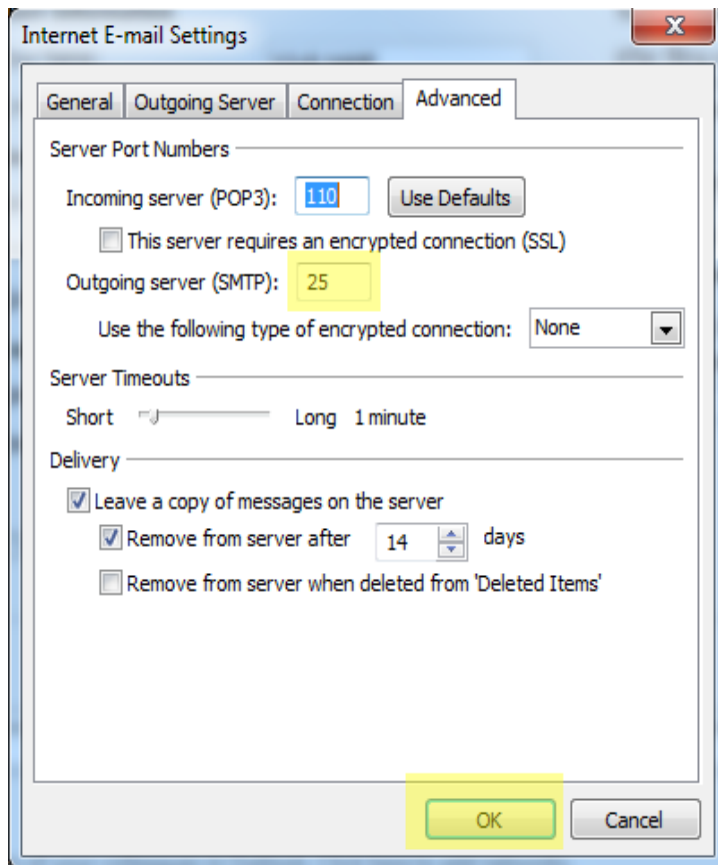 Internet E-mail Settings
X
General Outgoing Server Connection Advanced
Server Port Numbers
Incoming server (POP3): 110 Use Defaults
This server requires an encrypted connection (SSL)
Outgoing server (SMTP): 25
Use the following type of encrypted connection: None
Server Timeouts
Short Long 1 minute
Delivery
Leave a copy of messages on the server
Remove from server after 14 days
Remove from server when deleted from 'Deleted Items'
OK Cancel